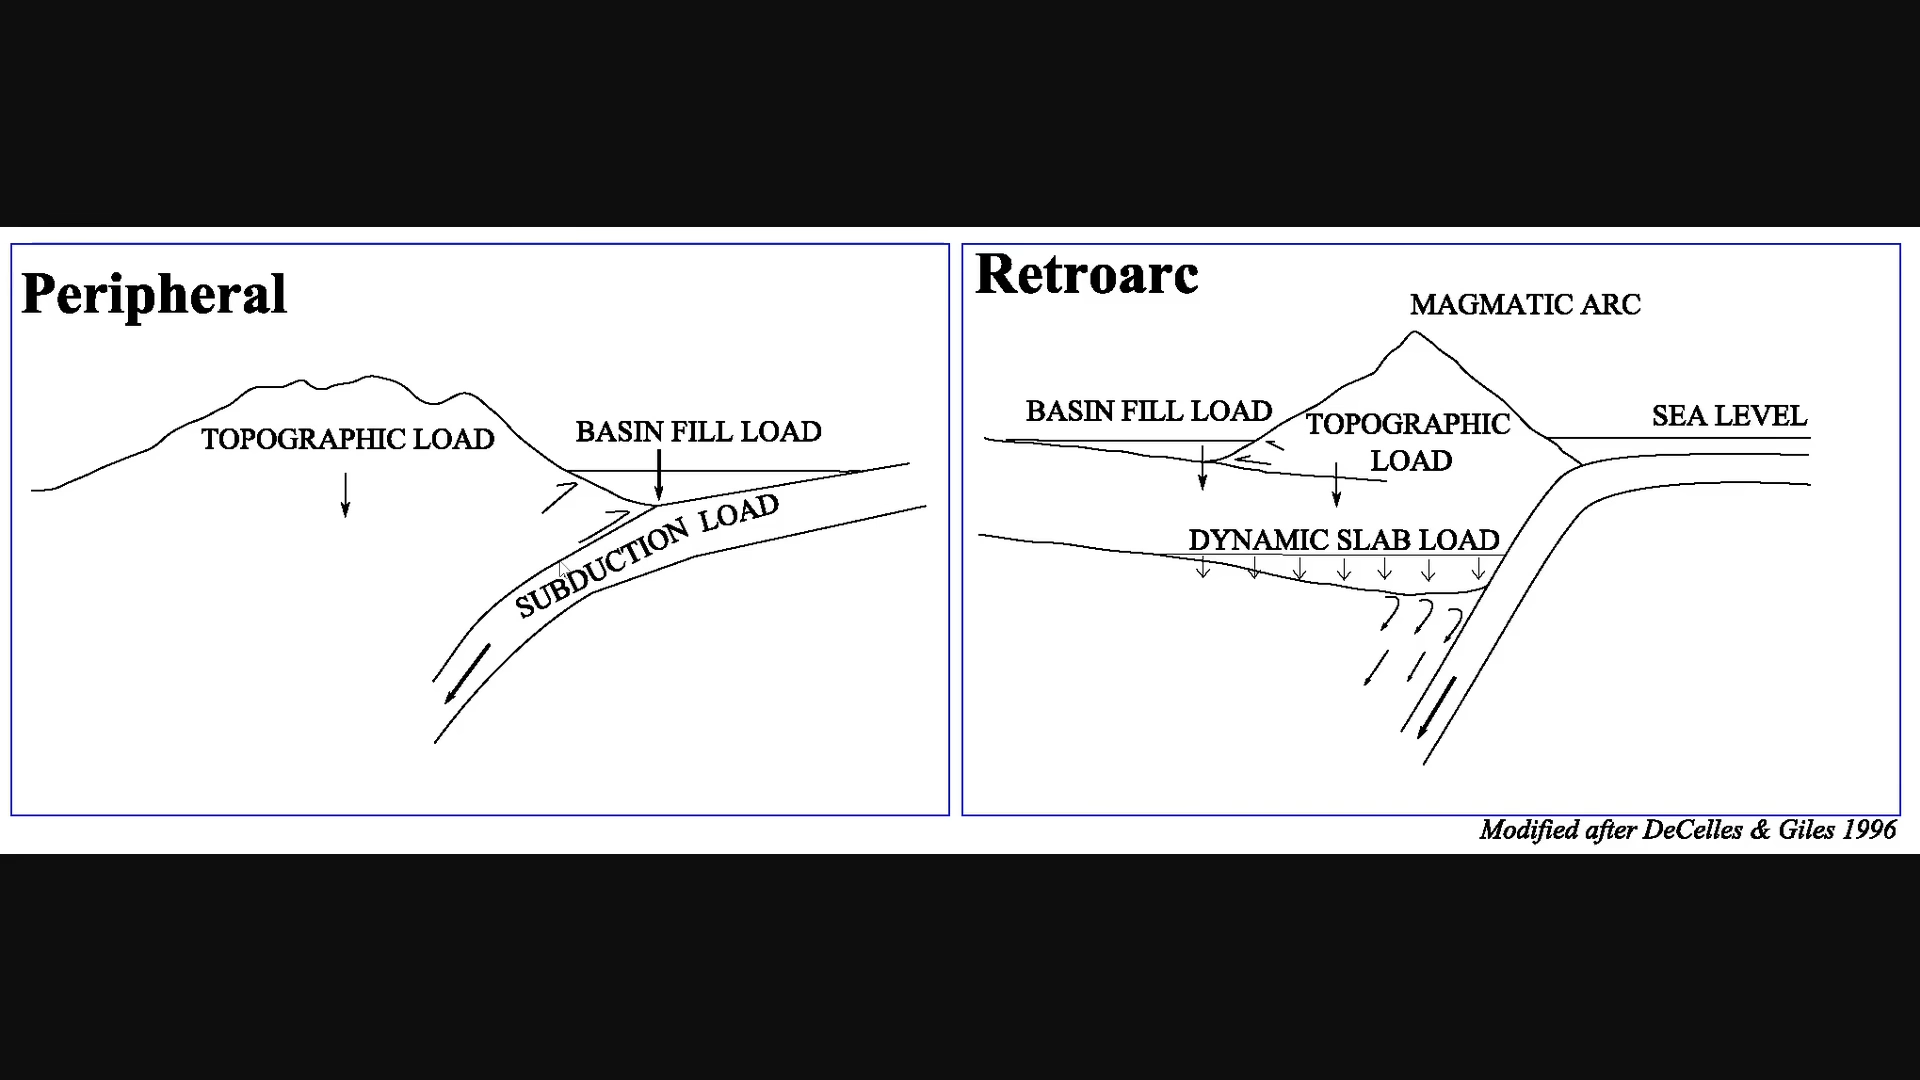 Peripheral
TOPOGRAPHIC LOAD
BASIN FILL LOAD
SUBDUCTION LOAD
Retroarc
MAGMATIC ARC
BASIN FILL LOAD
TOPOGRAPHIC
LOAD
SEA LEVEL
DYNAMIC SLAB LOAD
Modified after DeCelles & Giles 1996